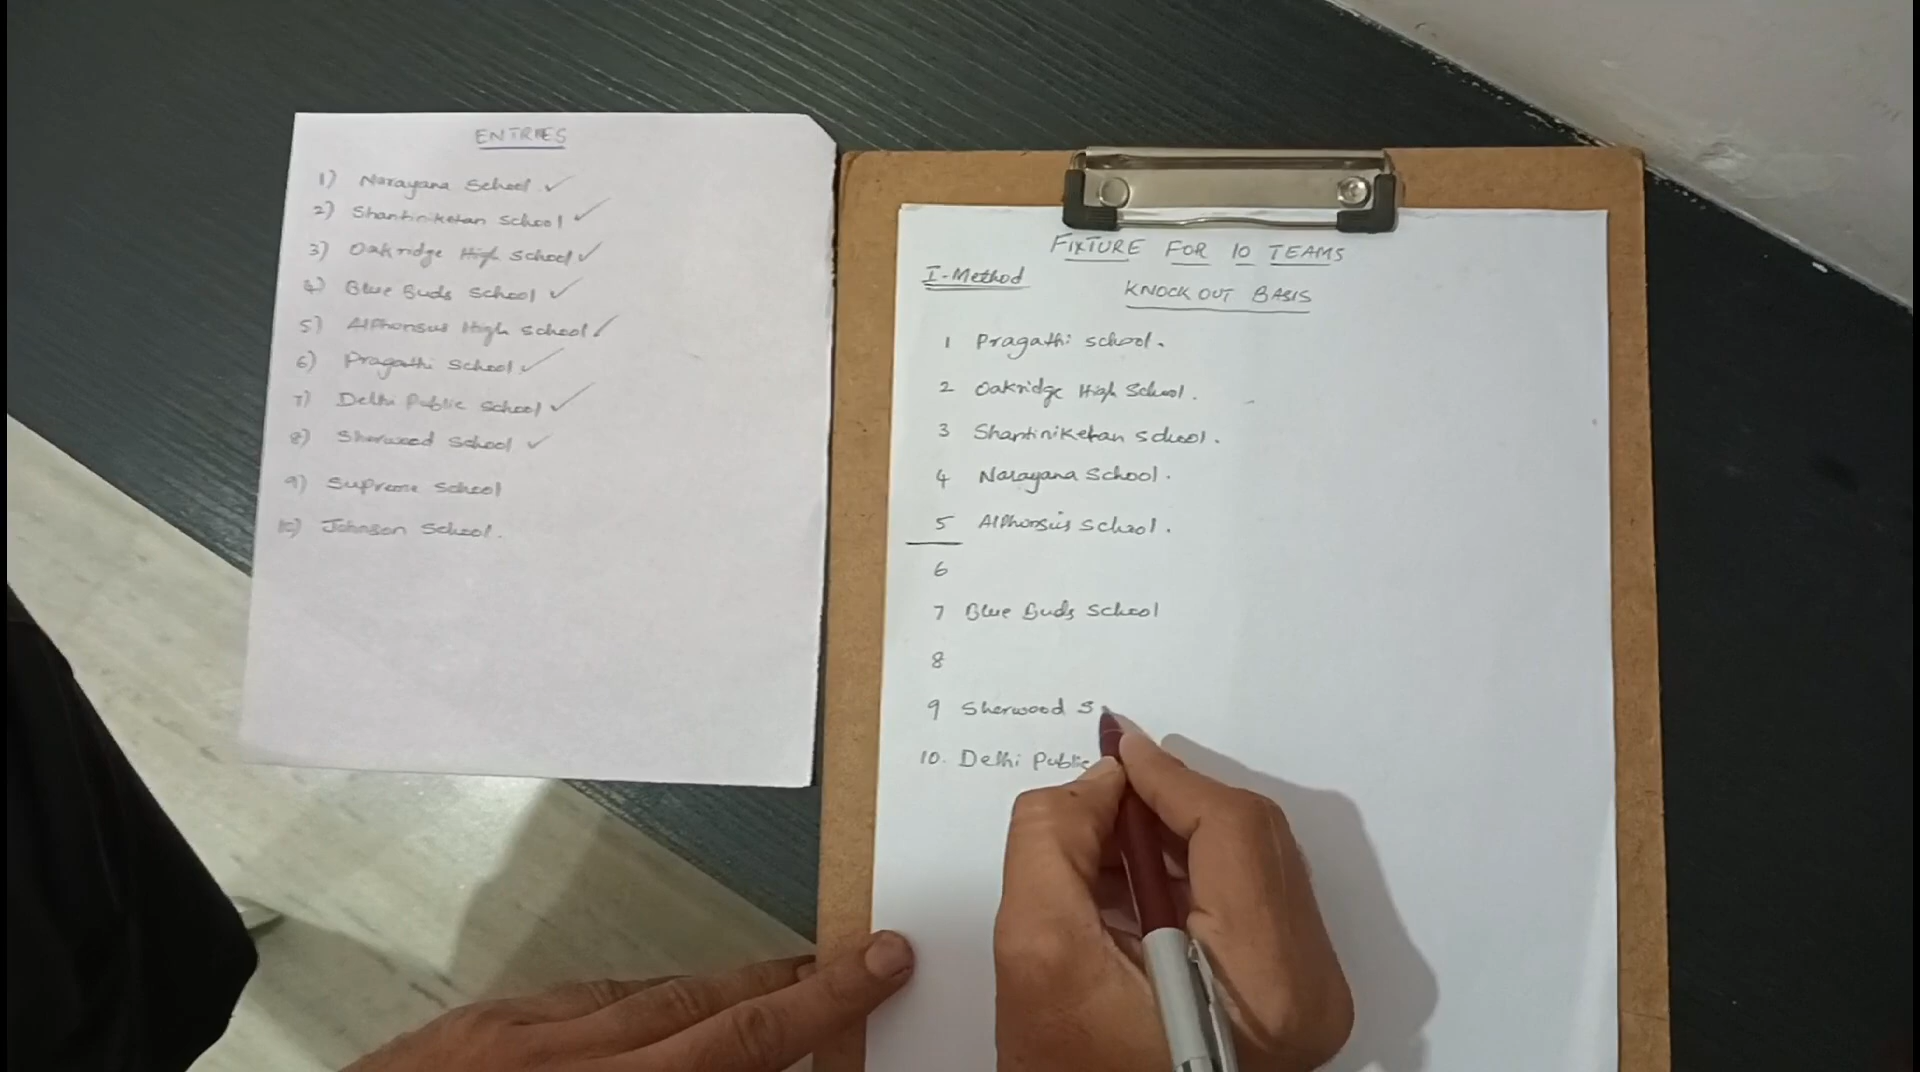 ENTRIES
1) Narayana School ✓
2) Shantiniketan School ✓
3) Oakridge High School ✓
4) Blue Buds School ✓
5) Alphonsus High School ✓
6) Pragathi School ✓
7) Delhi Public School ✓
8) Sherwood School ✓
9) Supreme School
10) Johnson School.
FIXTURE FOR 10 TEAMS
I-Method
KNOCK OUT BASIS
1 Pragathi School.
2 Oakridge High School.
3 Shantiniketan School.
4 Narayana School.
5 Alphonsus School.
6
7 Blue Buds School
8
9 Sherwood S
10. Delhi Public